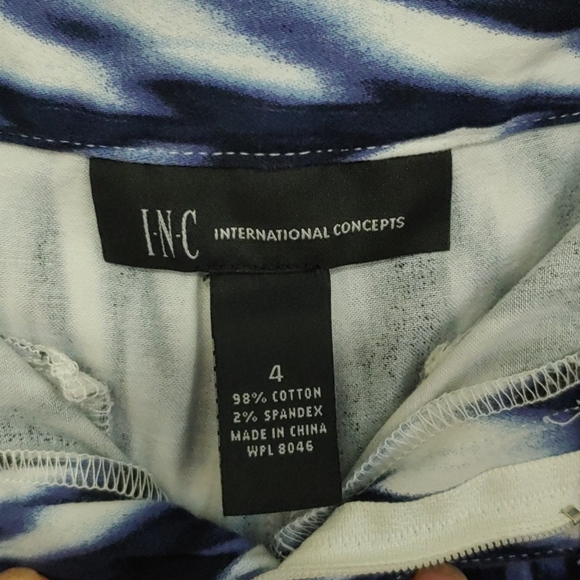 I·N·C INTERNATIONAL CONCEPTS
4
98% COTTON
2% SPANDEX
MADE IN CHINA
WPL 8046